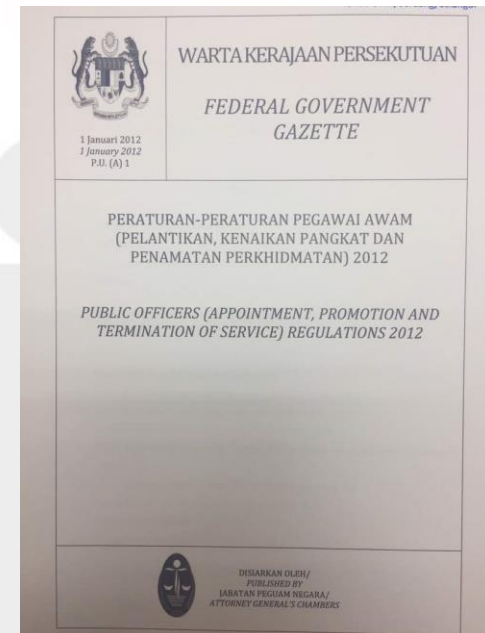 WARTA KERAJAAN PERSEKUTUAN
FEDERAL GOVERNMENT
GAZETTE
1 Januari 2012
1 January 2012
P.U. (A) 1
PERATURAN-PERATURAN PEGAWAI AWAM
(PELANTIKAN, KENAIKAN PANGKAT DAN
PENAMATAN PERKHIDMATAN) 2012
PUBLIC OFFICERS (APPOINTMENT, PROMOTION AND
TERMINATION OF SERVICE) REGULATIONS 2012
DISIARKAN OLEH/
PUBLISHED BY
JABATAN PEGUAM NEGARA/
ATTORNEY GENERAL'S CHAMBERS